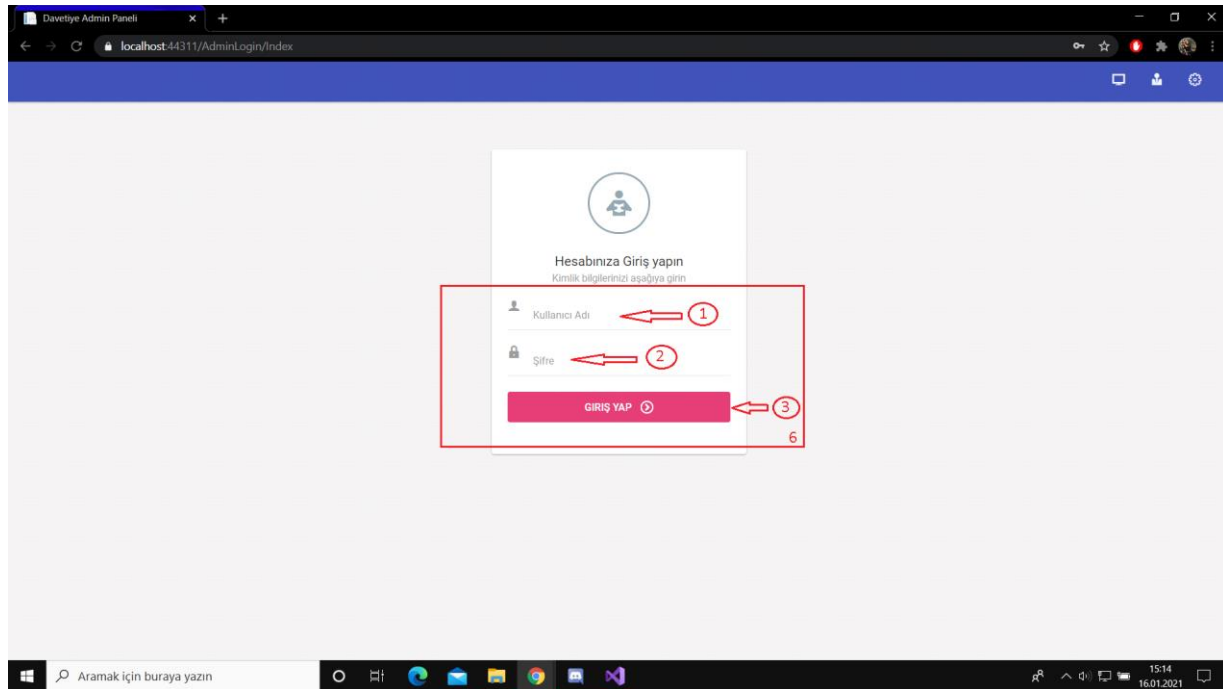 Davetiye Admin Paneli
localhost:44311/AdminLogin/Index
Hesabınıza Giriş yapın
Kimlik bilgilerinizi aşağıya girin
Kullanıcı Adı
1
Şifre
2
GIRIŞ YAP
3
6
Aramak için buraya yazın
15:14
16.01.2021